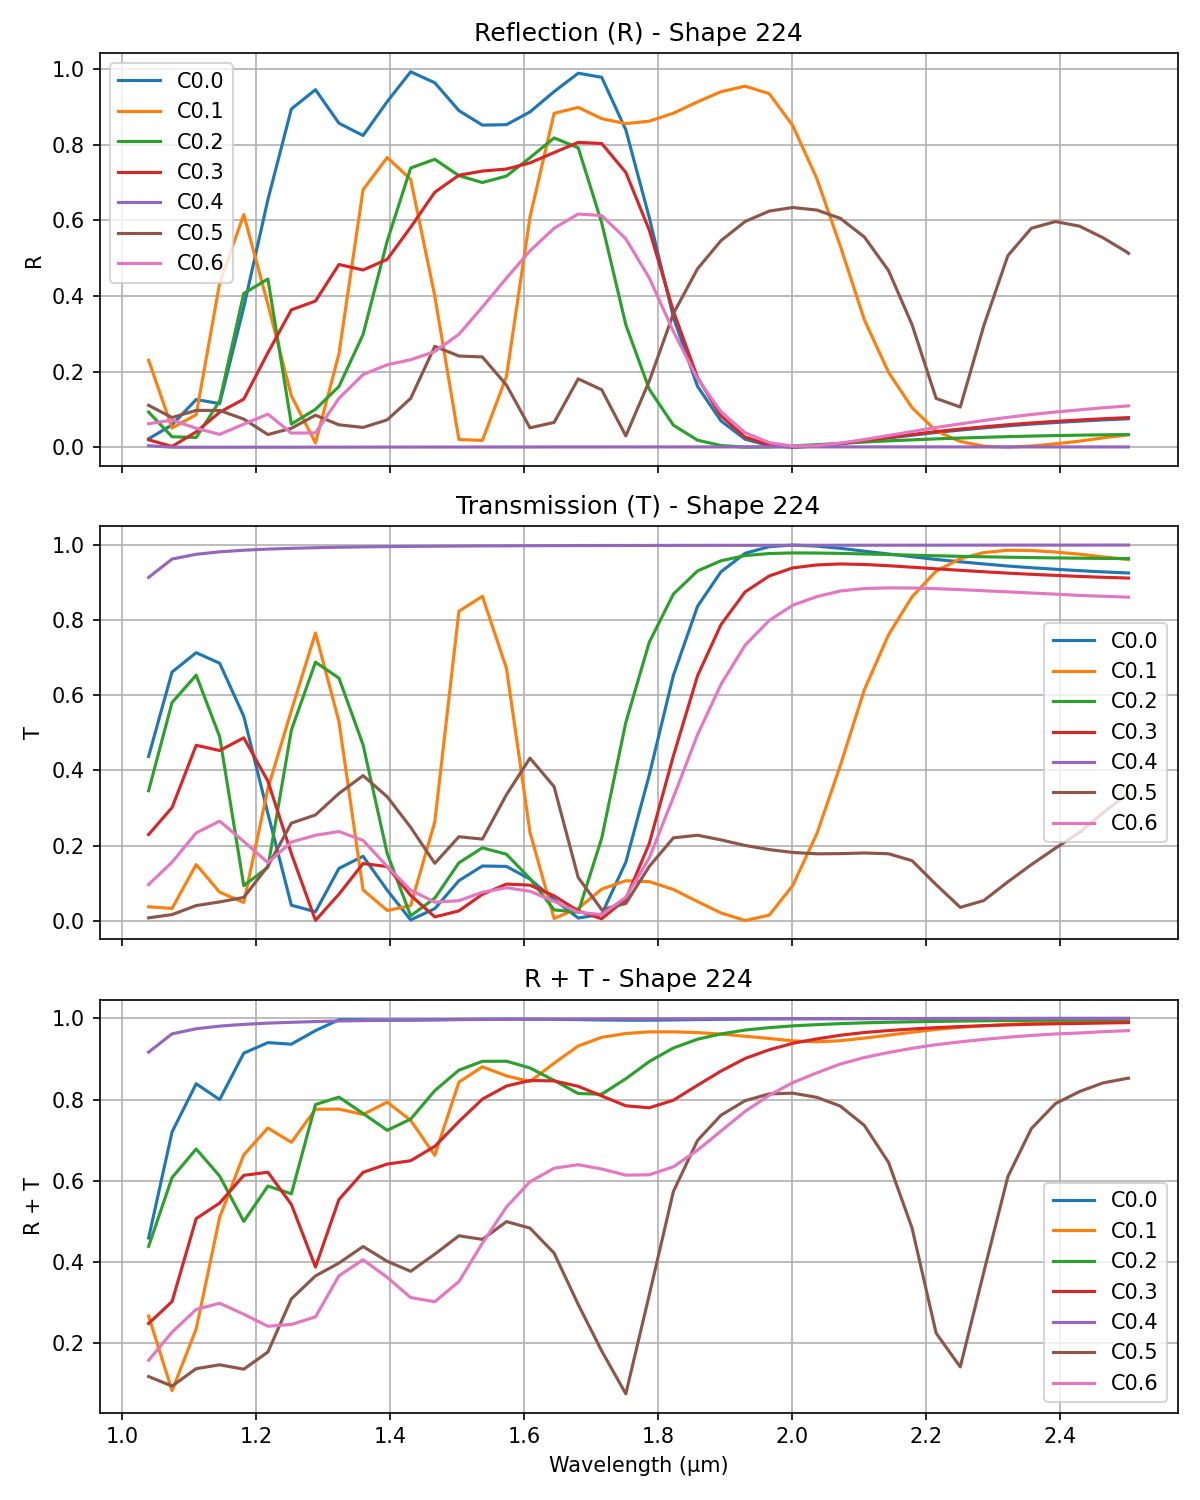 Reflection (R) - Shape 224
1.0
0.8
0.6
0.4
0.2
0.0
R
C0.0
C0.1
C0.2
C0.3
C0.4
C0.5
C0.6
Transmission (T) - Shape 224
1.0
0.8
0.6
0.4
0.2
0.0
T
C0.0
C0.1
C0.2
C0.3
C0.4
C0.5
C0.6
R + T - Shape 224
1.0
0.8
0.6
0.4
0.2
R + T
C0.0
C0.1
C0.2
C0.3
C0.4
C0.5
C0.6
1.0 1.2 1.4 1.6 1.8 2.0 2.2 2.4
Wavelength (μm)